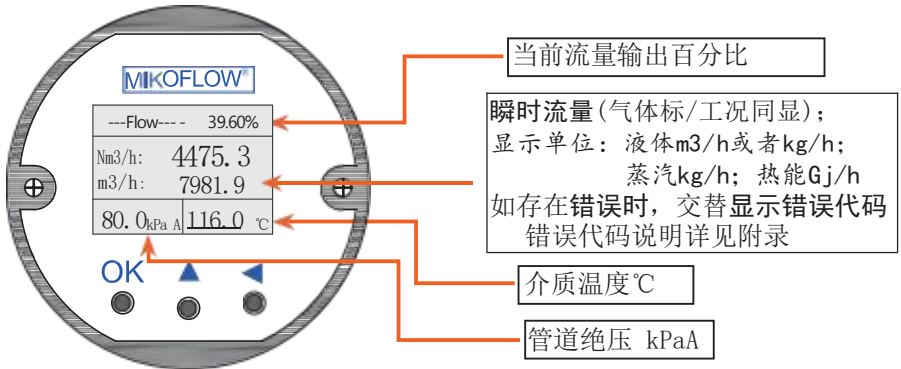 MIKOFLOW®
---Flow---- 39.60%
Nm3/h: 4475.3
m3/h: 7981.9
80.0kPa A 116.0 ℃
OK ▲ ◀
当前流量输出百分比
瞬时流量(气体标/工况同显);
显示单位: 液体m3/h或者kg/h;
蒸汽kg/h; 热能Gj/h
如存在错误时, 交替显示错误代码
错误代码说明详见附录
介质温度℃
管道绝压 kPaA